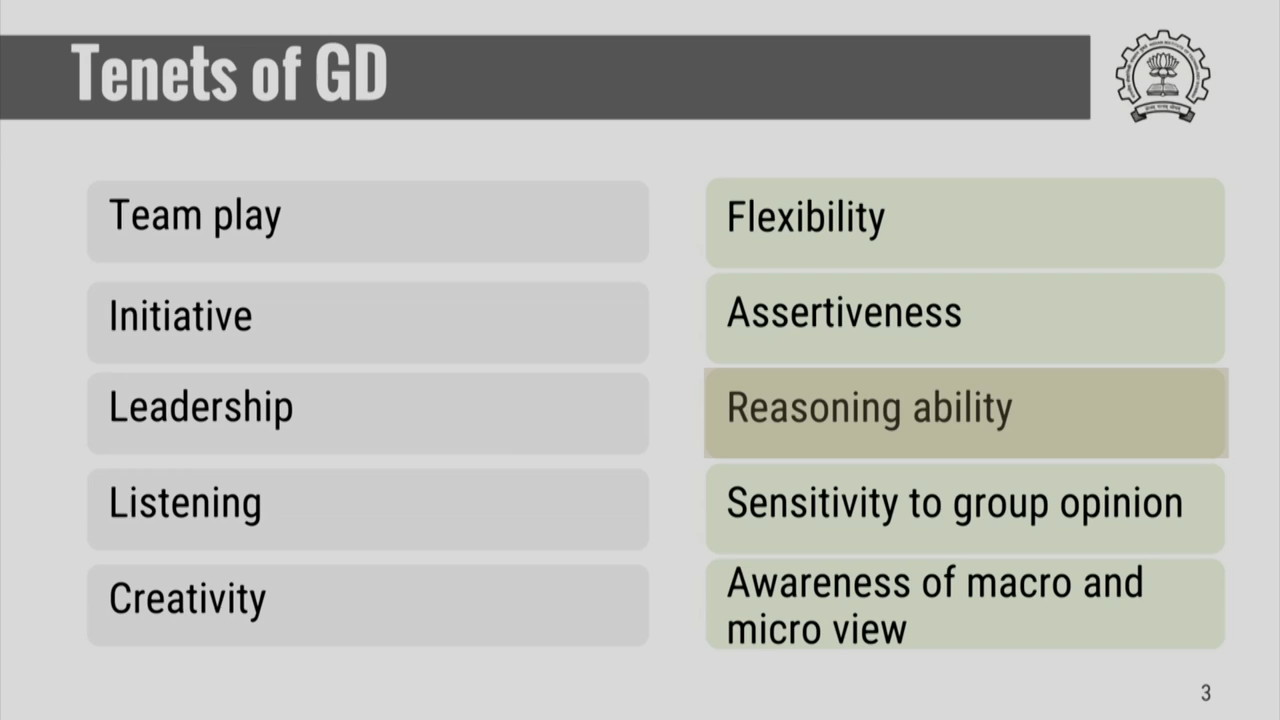 Tenets of GD
Team play
Initiative
Leadership
Listening
Creativity
Flexibility
Assertiveness
Reasoning ability
Sensitivity to group opinion
Awareness of macro and
micro view
3